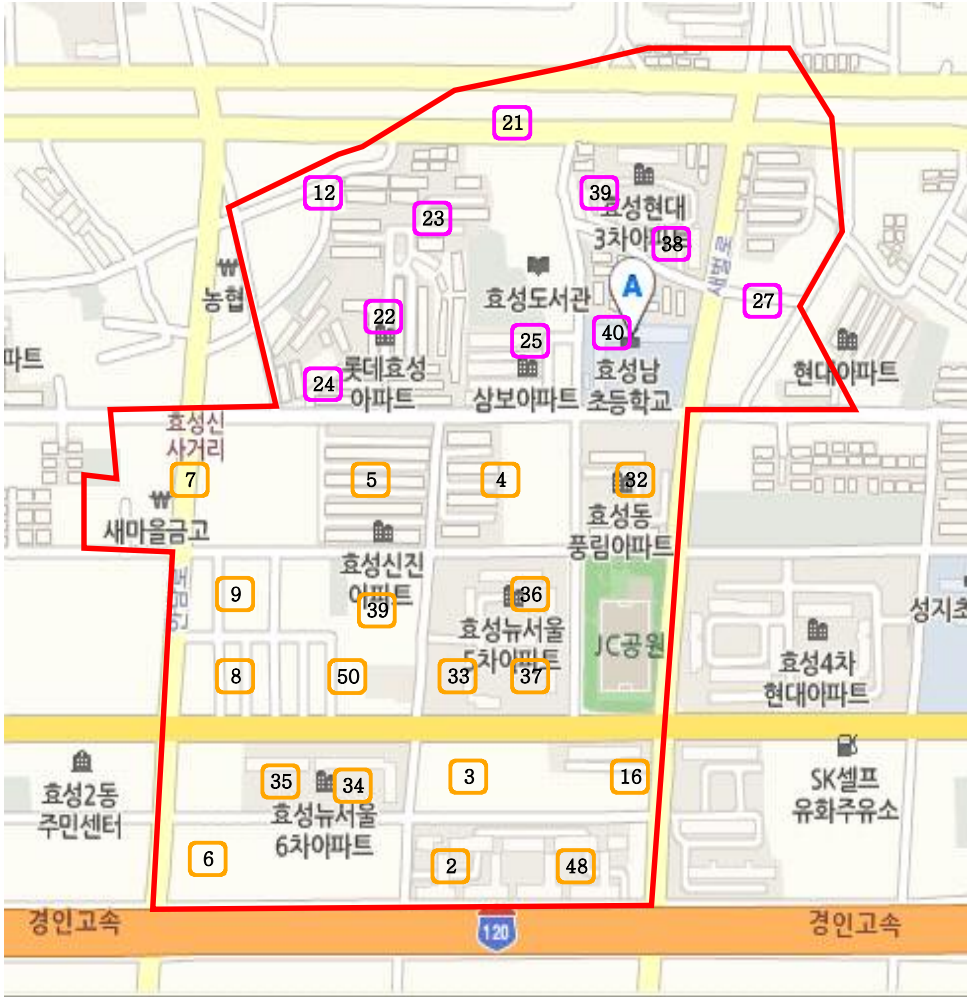 21
12
39
23
효성현대
3차아파트
38
새벌로
A
농협
효성도서관
27
22
25
40
파트
롯데효성
아파트
24
삼보아파트
효성남
초등학교
현대아파트
효성신
사거리
7
5
4
32
새마을금고
효성동
풍림아파트
효성신진
아파트
9
39
36
효성뉴서울
5차아파트
JC공원
성지초
8
50
33
37
효성4차
현대아파트
효성2동
주민센터
35
34
3
16
SK셀프
유화주유소
효성뉴서울
6차아파트
6
2
48
경인고속
120
경인고속